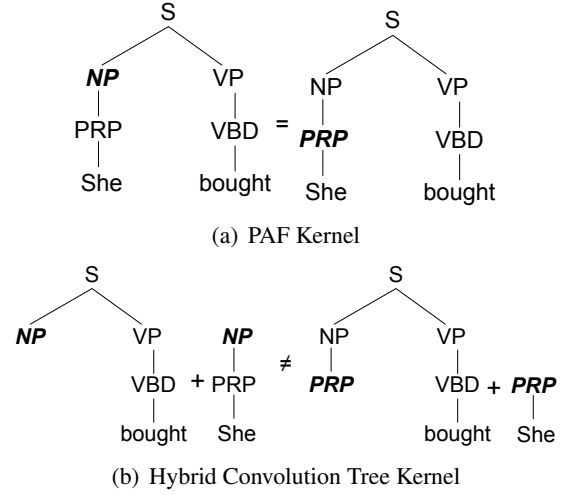 S S
NP VP NP VP
PRP VBD = PRP VBD
She bought She bought
(a) PAF Kernel
S S
NP VP NP NP VP
VBD + PRP ≠ PRP VBD + PRP
bought She bought She
(b) Hybrid Convolution Tree Kernel